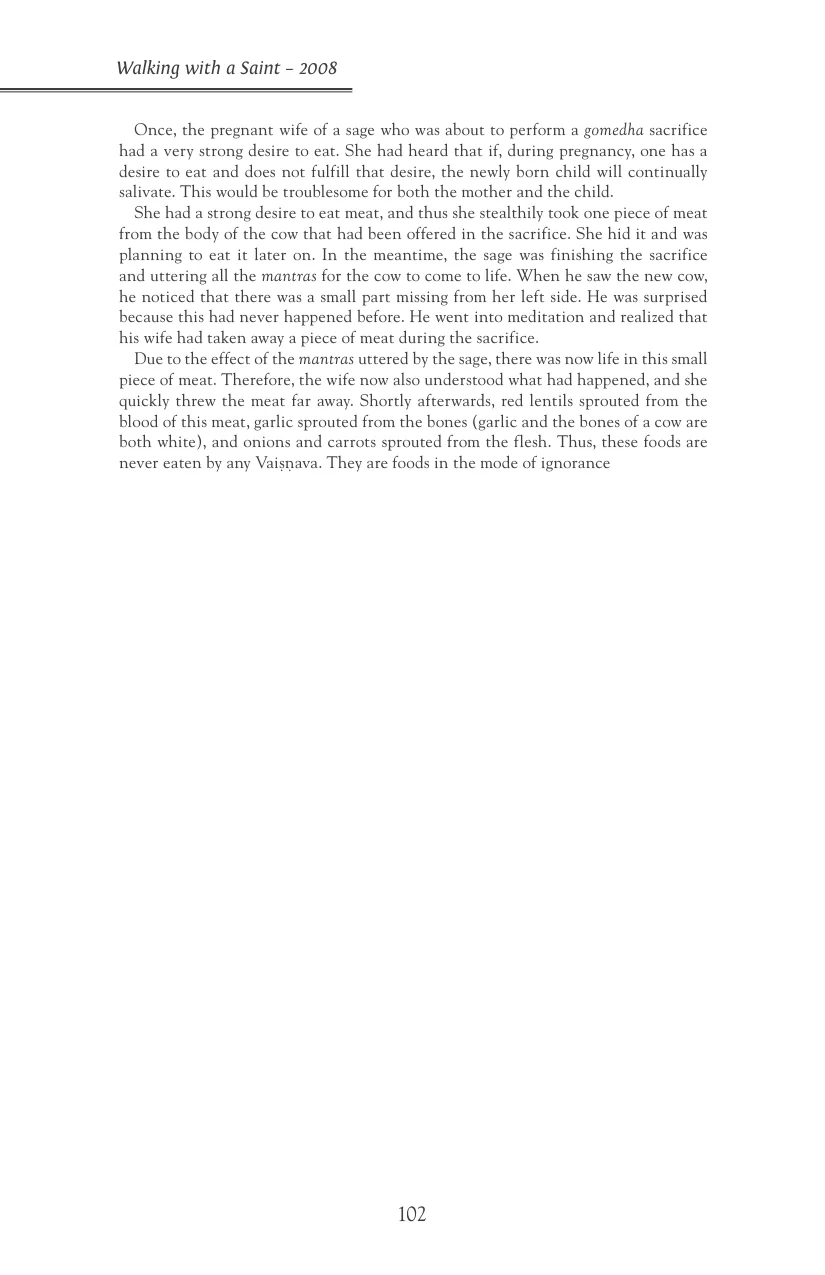 Walking with a Saint – 2008
Once, the pregnant wife of a sage who was about to perform a gomedha sacrifice
had a very strong desire to eat. She had heard that if, during pregnancy, one has a
desire to eat and does not fulfill that desire, the newly born child will continually
salivate. This would be troublesome for both the mother and the child.
She had a strong desire to eat meat, and thus she stealthily took one piece of meat
from the body of the cow that had been offered in the sacrifice. She hid it and was
planning to eat it later on. In the meantime, the sage was finishing the sacrifice
and uttering all the mantras for the cow to come to life. When he saw the new cow,
he noticed that there was a small part missing from her left side. He was surprised
because this had never happened before. He went into meditation and realized that
his wife had taken away a piece of meat during the sacrifice.
Due to the effect of the mantras uttered by the sage, there was now life in this small
piece of meat. Therefore, the wife now also understood what had happened, and she
quickly threw the meat far away. Shortly afterwards, red lentils sprouted from the
blood of this meat, garlic sprouted from the bones (garlic and the bones of a cow are
both white), and onions and carrots sprouted from the flesh. Thus, these foods are
never eaten by any Vaiṣṇava. They are foods in the mode of ignorance
102